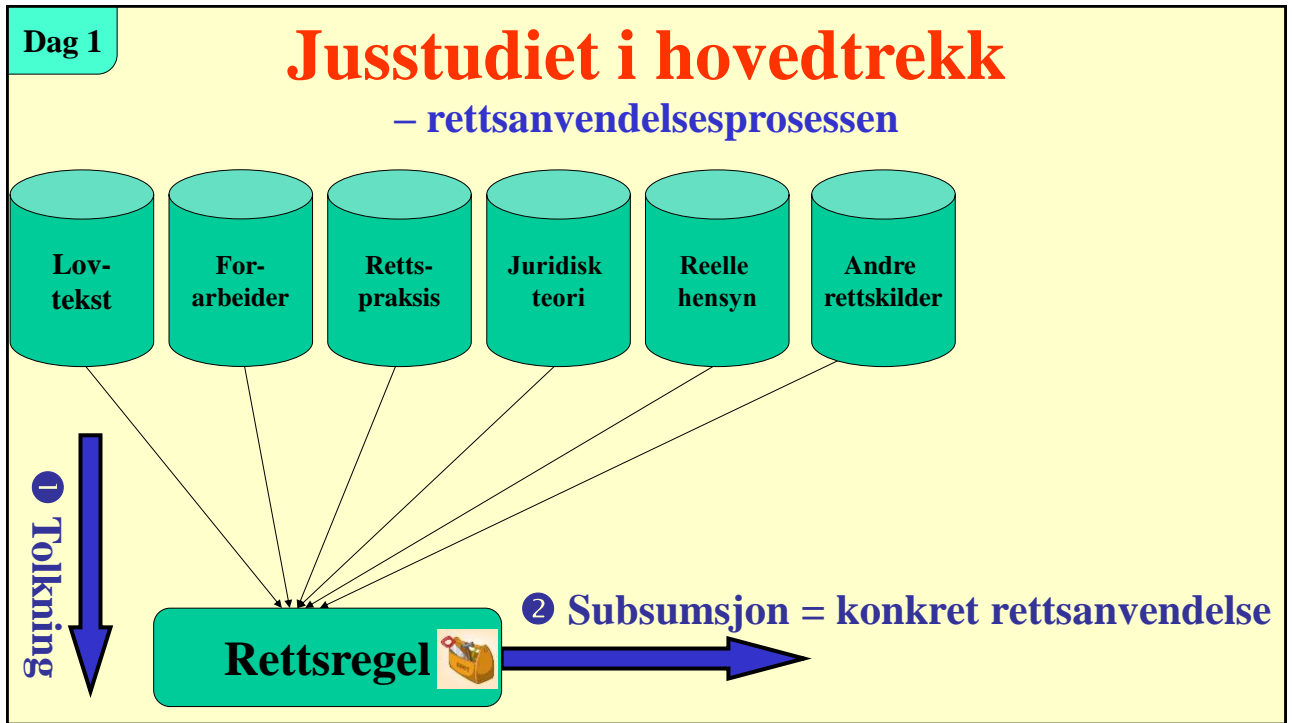 Dag 1
Jusstudiet i hovedtrekk
– rettsanvendelsesprosessen
Lov-
tekst
For-
arbeider
Retts-
praksis
Juridisk
teori
Reelle
hensyn
Andre
rettskilder
❶ Tolkning
❷ Subsumsjon = konkret rettsanvendelse
Rettsregel